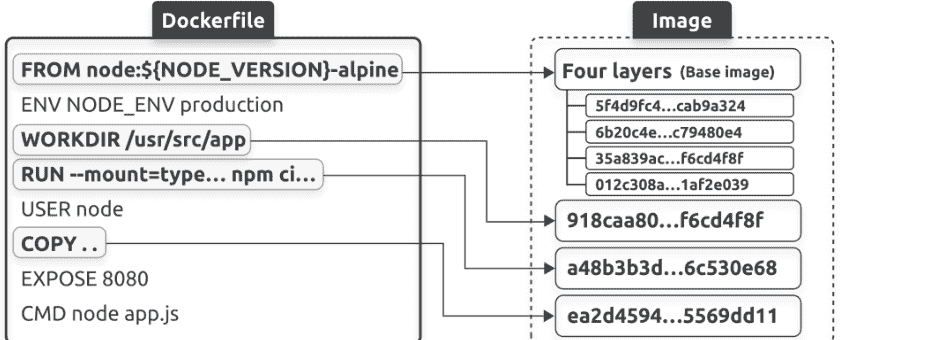 Dockerfile
FROM node:${NODE_VERSION}-alpine
ENV NODE_ENV production
WORKDIR /usr/src/app
RUN --mount=type… npm ci…
USER node
COPY . .
EXPOSE 8080
CMD node app.js
Image
Four layers (Base image)
5f4d9fc4…cab9a324
6b20c4e…c79480e4
35a839ac…f6cd4f8f
012c308a…1af2e039
918caa80…f6cd4f8f
a48b3b3d…6c530e68
ea2d4594…5569dd11